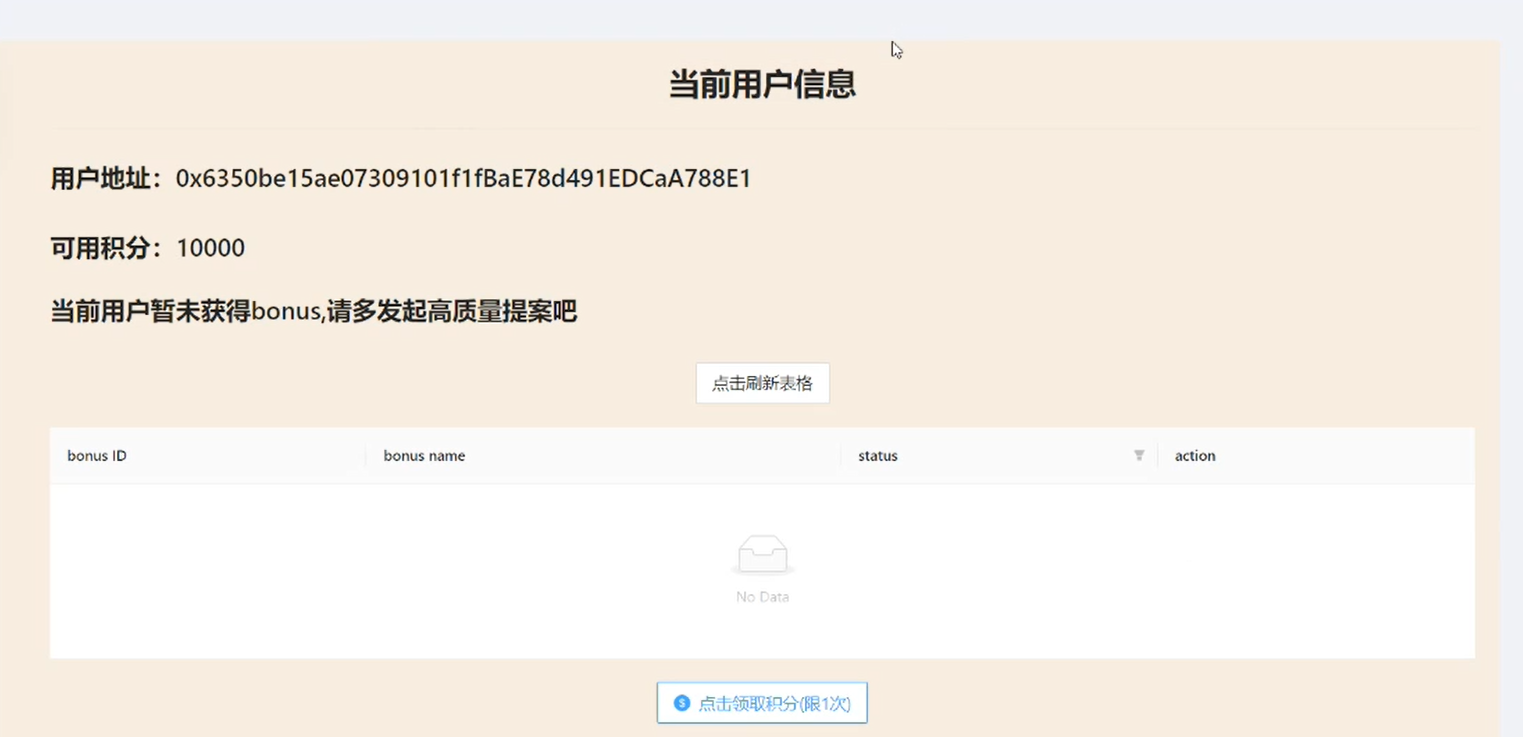 当前用户信息
用户地址：0x6350be15ae07309101f1fBaE78d491EDCaA788E1
可用积分：10000
当前用户暂未获得bonus,请多发起高质量提案吧
点击刷新表格
bonus ID bonus name status action
No Data
点击领取积分(限1次)